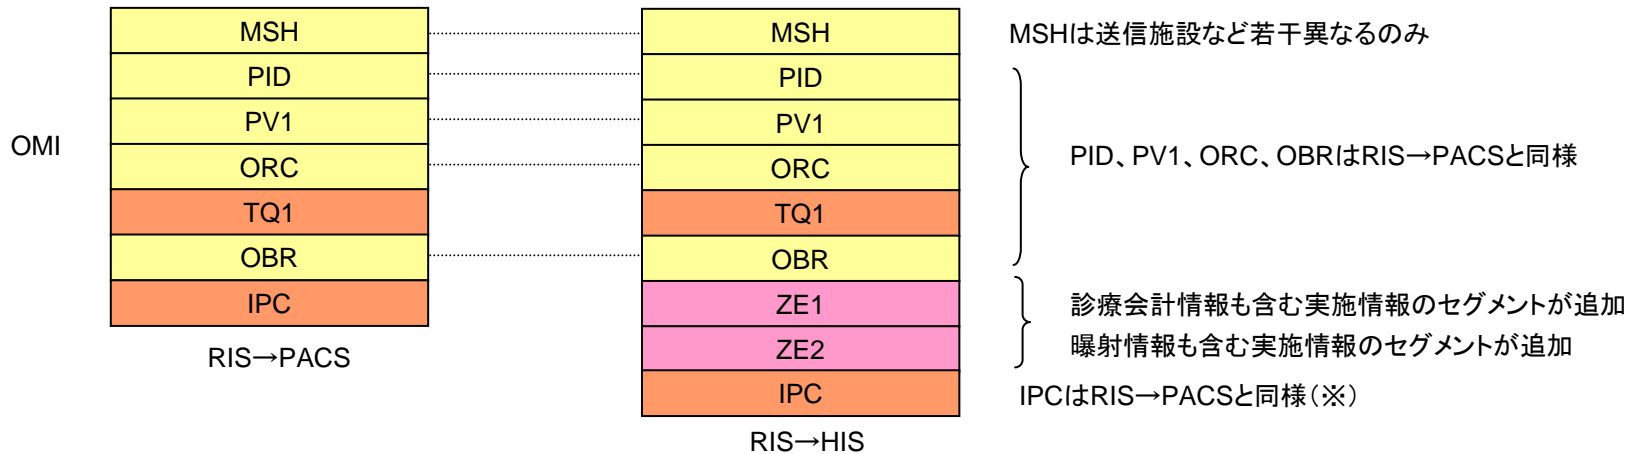 OMI
MSH
PID
PV1
ORC
TQ1
OBR
IPC
RIS→PACS
MSH
PID
PV1
ORC
TQ1
OBR
ZE1
ZE2
IPC
RIS→HIS
MSHは送信施設など若干異なるのみ
PID、PV1、ORC、OBRはRIS→PACSと同様
診療会計情報も含む実施情報のセグメントが追加
曝射情報も含む実施情報のセグメントが追加
IPCはRIS→PACSと同様(※)